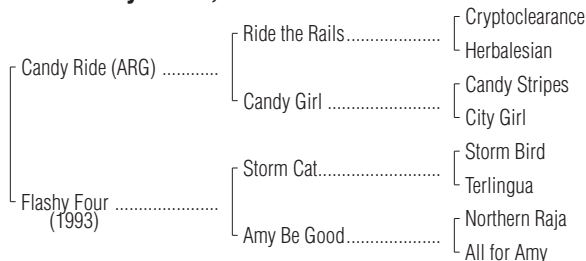 Cryptoclearance
Ride the Rails
Herbalesian
Candy Ride (ARG)
Candy Stripes
Candy Girl
City Girl
Storm Bird
Storm Cat
Terlingua
Flashy Four
(1993)
Northern Raja
Amy Be Good
All for Amy